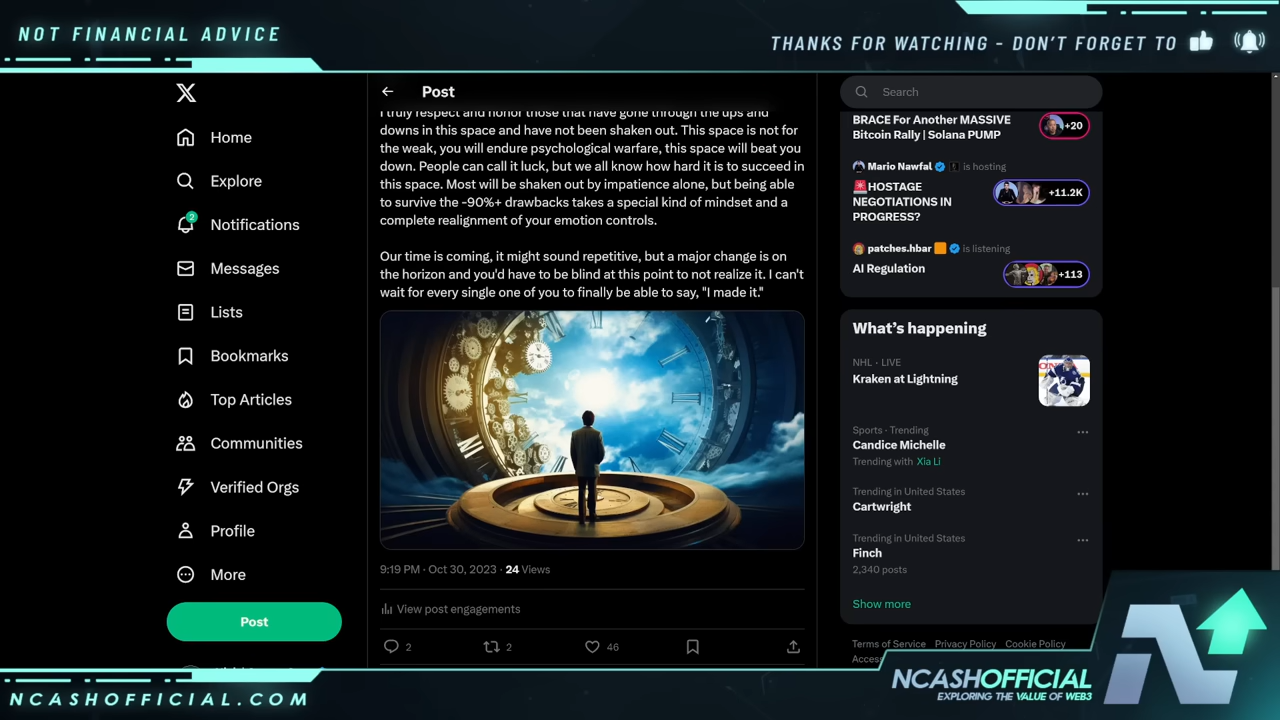 NOT FINANCIAL ADVICE
THANKS FOR WATCHING - DON'T FORGET TO
Home
Explore
2
Notifications
Messages
Lists
Bookmarks
Top Articles
Communities
Verified Orgs
Profile
More
Post
Post
I truly respect and honor those that have gone through the ups and
downs in this space and have not been shaken out. This space is not for
the weak, you will endure psychological warfare, this space will beat you
down. People can call it luck, but we all know how hard it is to succeed in
this space. Most will be shaken out by impatience alone, but being able
to survive the -90%+ drawbacks takes a special kind of mindset and a
complete realignment of your emotion controls.
Our time is coming, it might sound repetitive, but a major change is on
the horizon and you'd have to be blind at this point to not realize it. I can't
wait for every single one of you to finally be able to say, "I made it."
9:19 PM · Oct 30, 2023 · 24 Views
View post engagements
2
2
46
Search
BRACE For Another MASSIVE
Bitcoin Rally | Solana PUMP
+20
Mario Nawfal is hosting
🚨HOSTAGE
NEGOTIATIONS IN
PROGRESS?
+11.2K
patches.hbar is listening
AI Regulation
+113
What's happening
NHL · LIVE
Kraken at Lightning
Sports · Trending
Candice Michelle
Trending with Xia Li
Trending in United States
Cartwright
Trending in United States
Finch
2,340 posts
Show more
Terms of Service Privacy Policy Cookie Policy
NCASHOFFICIAL
EXPLORING THE VALUE OF WEB3
NCASHOFFICIAL.COM